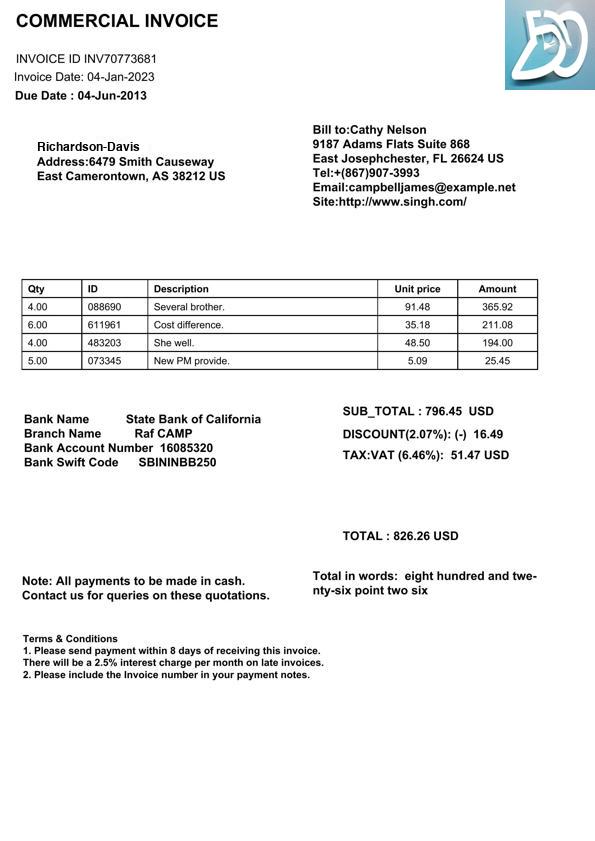 COMMERCIAL INVOICE
INVOICE ID INV70773681
Invoice Date: 04-Jan-2023
Due Date : 04-Jun-2013
Richardson-Davis
Address:6479 Smith Causeway
East Camerontown, AS 38212 US
Bill to:Cathy Nelson
9187 Adams Flats Suite 868
East Josephchester, FL 26624 US
Tel:+(867)907-3993
Email:campbelljames@example.net
Site:http://www.singh.com/
Qty ID Description Unit price Amount
4.00 088690 Several brother. 91.48 365.92
6.00 611961 Cost difference. 35.18 211.08
4.00 483203 She well. 48.50 194.00
5.00 073345 New PM provide. 5.09 25.45
Bank Name State Bank of California
Branch Name Raf CAMP
Bank Account Number 16085320
Bank Swift Code SBININBB250
SUB_TOTAL : 796.45 USD
DISCOUNT(2.07%): (-) 16.49
TAX:VAT (6.46%): 51.47 USD
TOTAL : 826.26 USD
Note: All payments to be made in cash.
Contact us for queries on these quotations.
Total in words: eight hundred and twe-
nty-six point two six
Terms & Conditions
1. Please send payment within 8 days of receiving this invoice.
There will be a 2.5% interest charge per month on late invoices.
2. Please include the Invoice number in your payment notes.